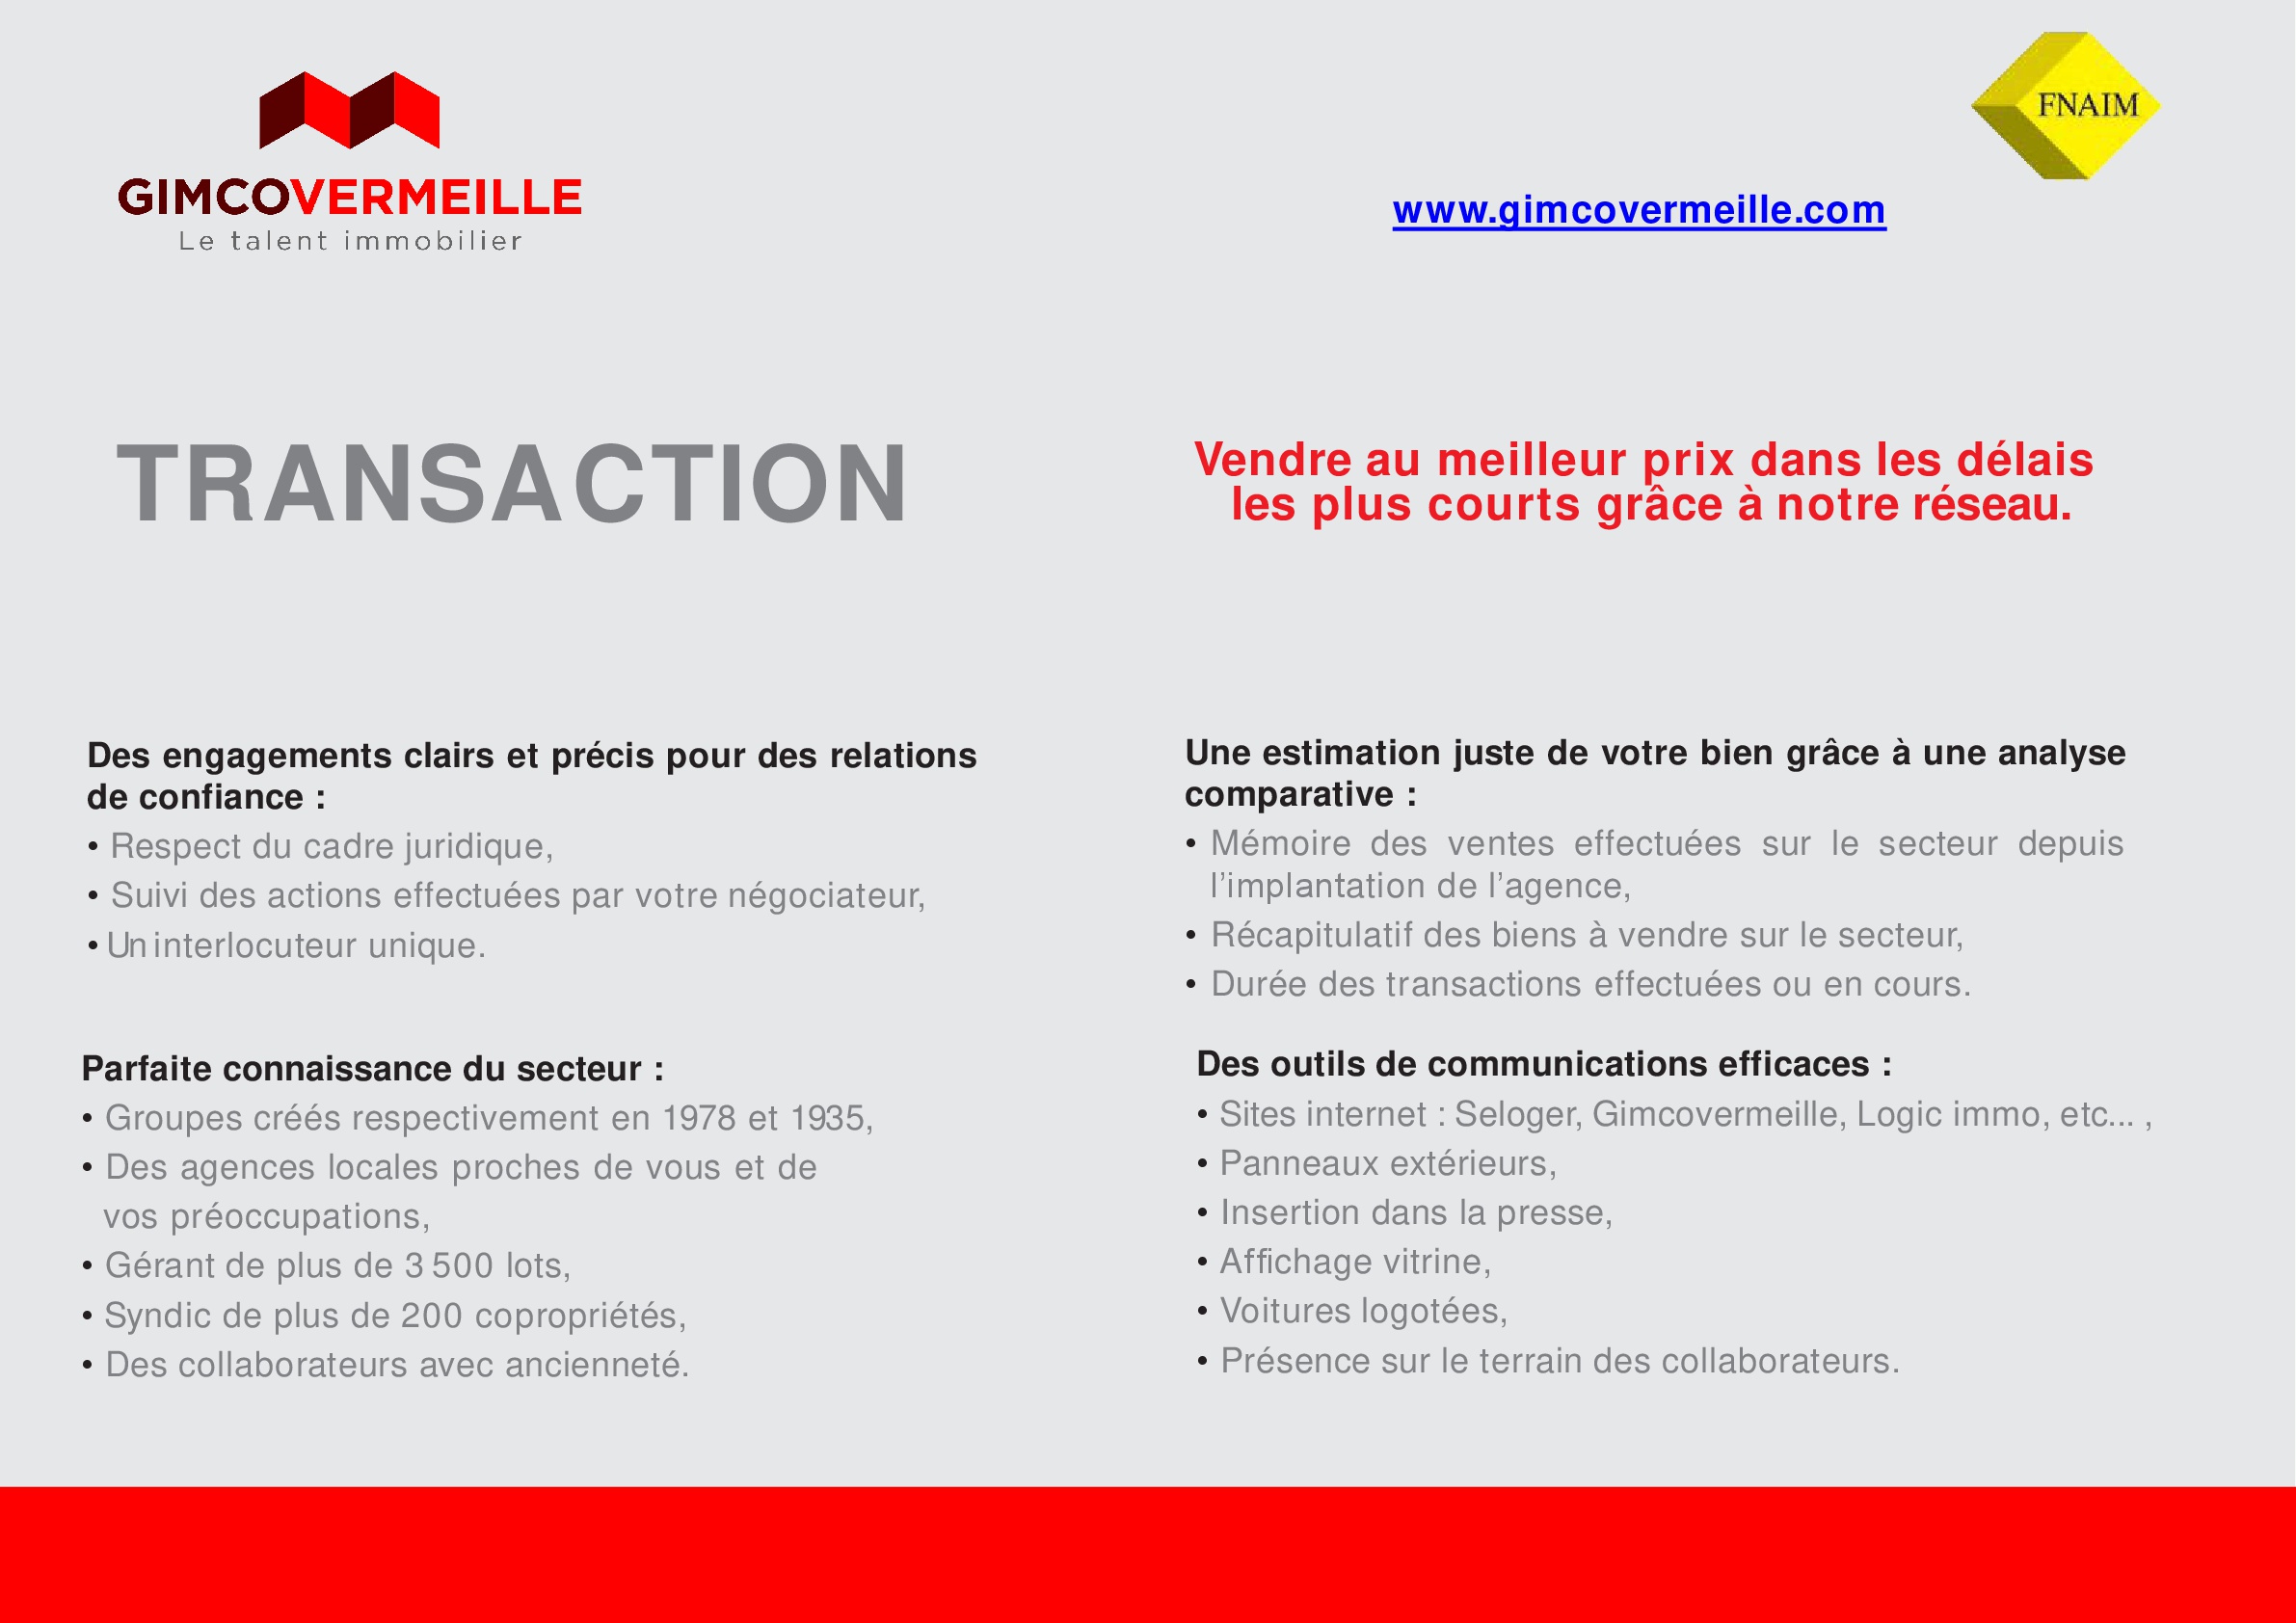 GIMCOVERMEILLE
Le talent immobilier
FNAIM
www.gimcovermeille.com
TRANSACTION
Vendre au meilleur prix dans les délais
les plus courts grâce à notre réseau.
Des engagements clairs et précis pour des relations
de confiance :
• Respect du cadre juridique,
• Suivi des actions effectuées par votre négociateur,
• Un interlocuteur unique.
Parfaite connaissance du secteur :
• Groupes créés respectivement en 1978 et 1935,
• Des agences locales proches de vous et de
vos préoccupations,
• Gérant de plus de 3 500 lots,
• Syndic de plus de 200 copropriétés,
• Des collaborateurs avec ancienneté.
Une estimation juste de votre bien grâce à une analyse
comparative :
• Mémoire des ventes effectuées sur le secteur depuis
l’implantation de l’agence,
• Récapitulatif des biens à vendre sur le secteur,
• Durée des transactions effectuées ou en cours.
Des outils de communications efficaces :
• Sites internet : Seloger, Gimcovermeille, Logic immo, etc... ,
• Panneaux extérieurs,
• Insertion dans la presse,
• Affichage vitrine,
• Voitures logotées,
• Présence sur le terrain des collaborateurs.